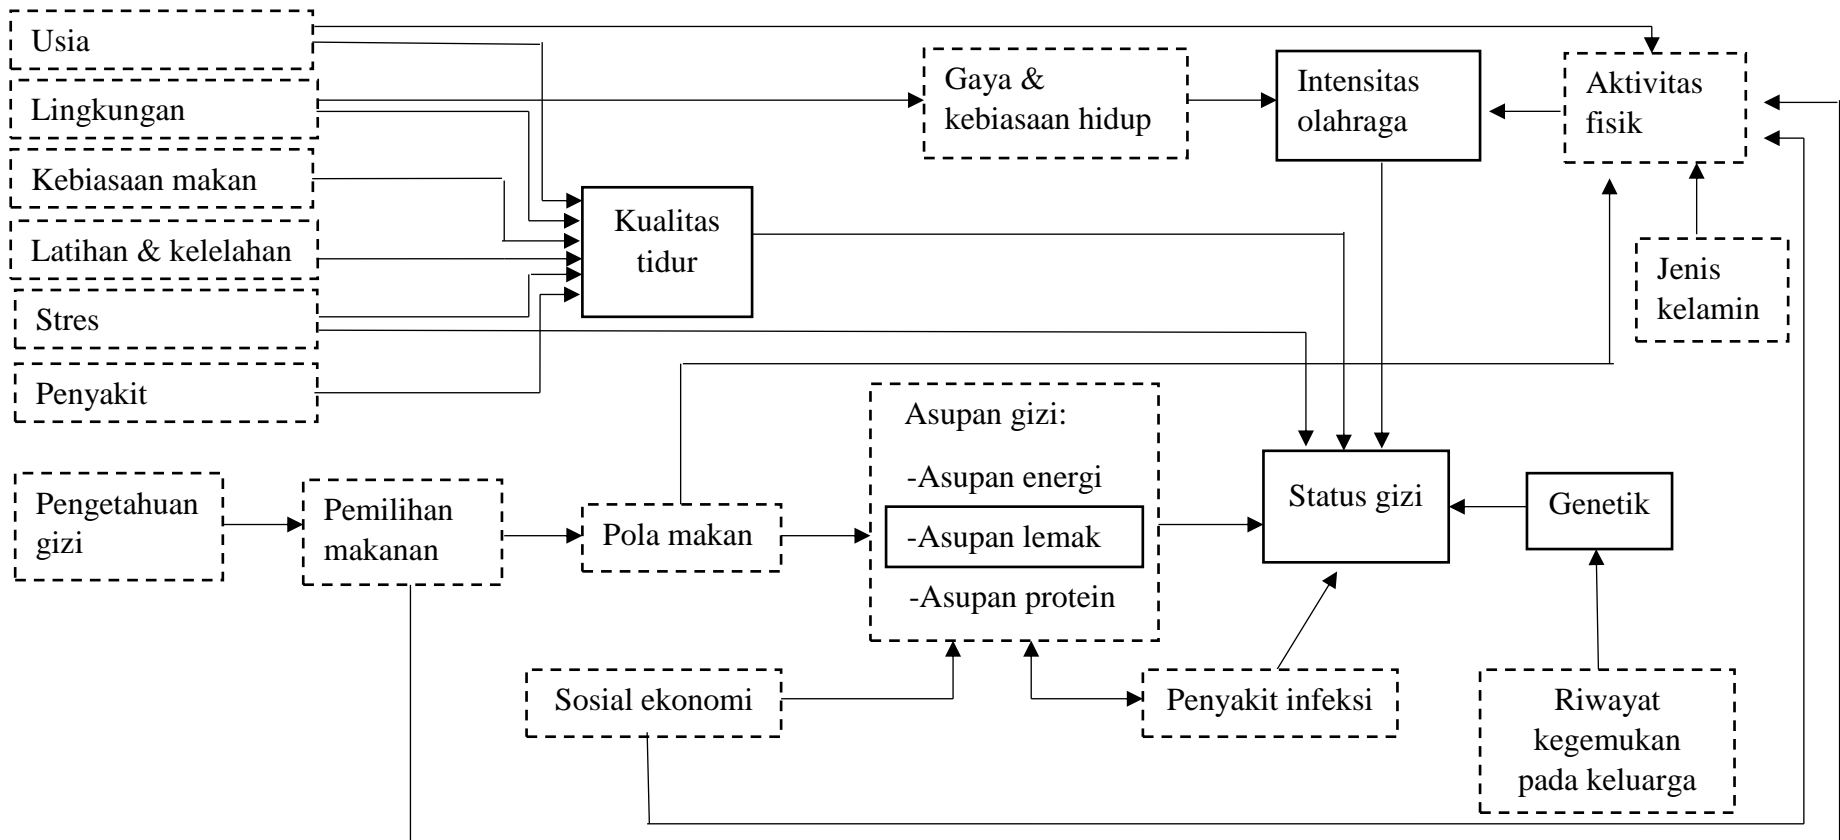 Usia
Lingkungan
Kebiasaan makan
Latihan & kelelahan
Stres
Penyakit
Kualitas
tidur
Gaya &
kebiasaan hidup
Intensitas
olahraga
Aktivitas
fisik
Jenis
kelamin
Pengetahuan
gizi
Pemilihan
makanan
Pola makan
Asupan gizi:
-Asupan energi
-Asupan lemak
-Asupan protein
Status gizi
Genetik
Sosial ekonomi
Penyakit infeksi
Riwayat
kegemukan
pada keluarga